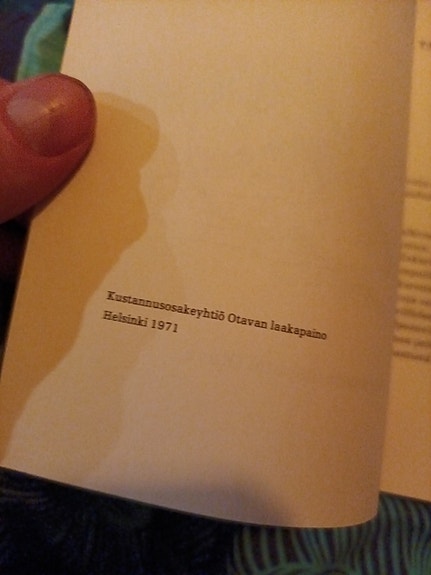 Kustannusosakeyhtiö Otavan laakapaino
Helsinki 1971